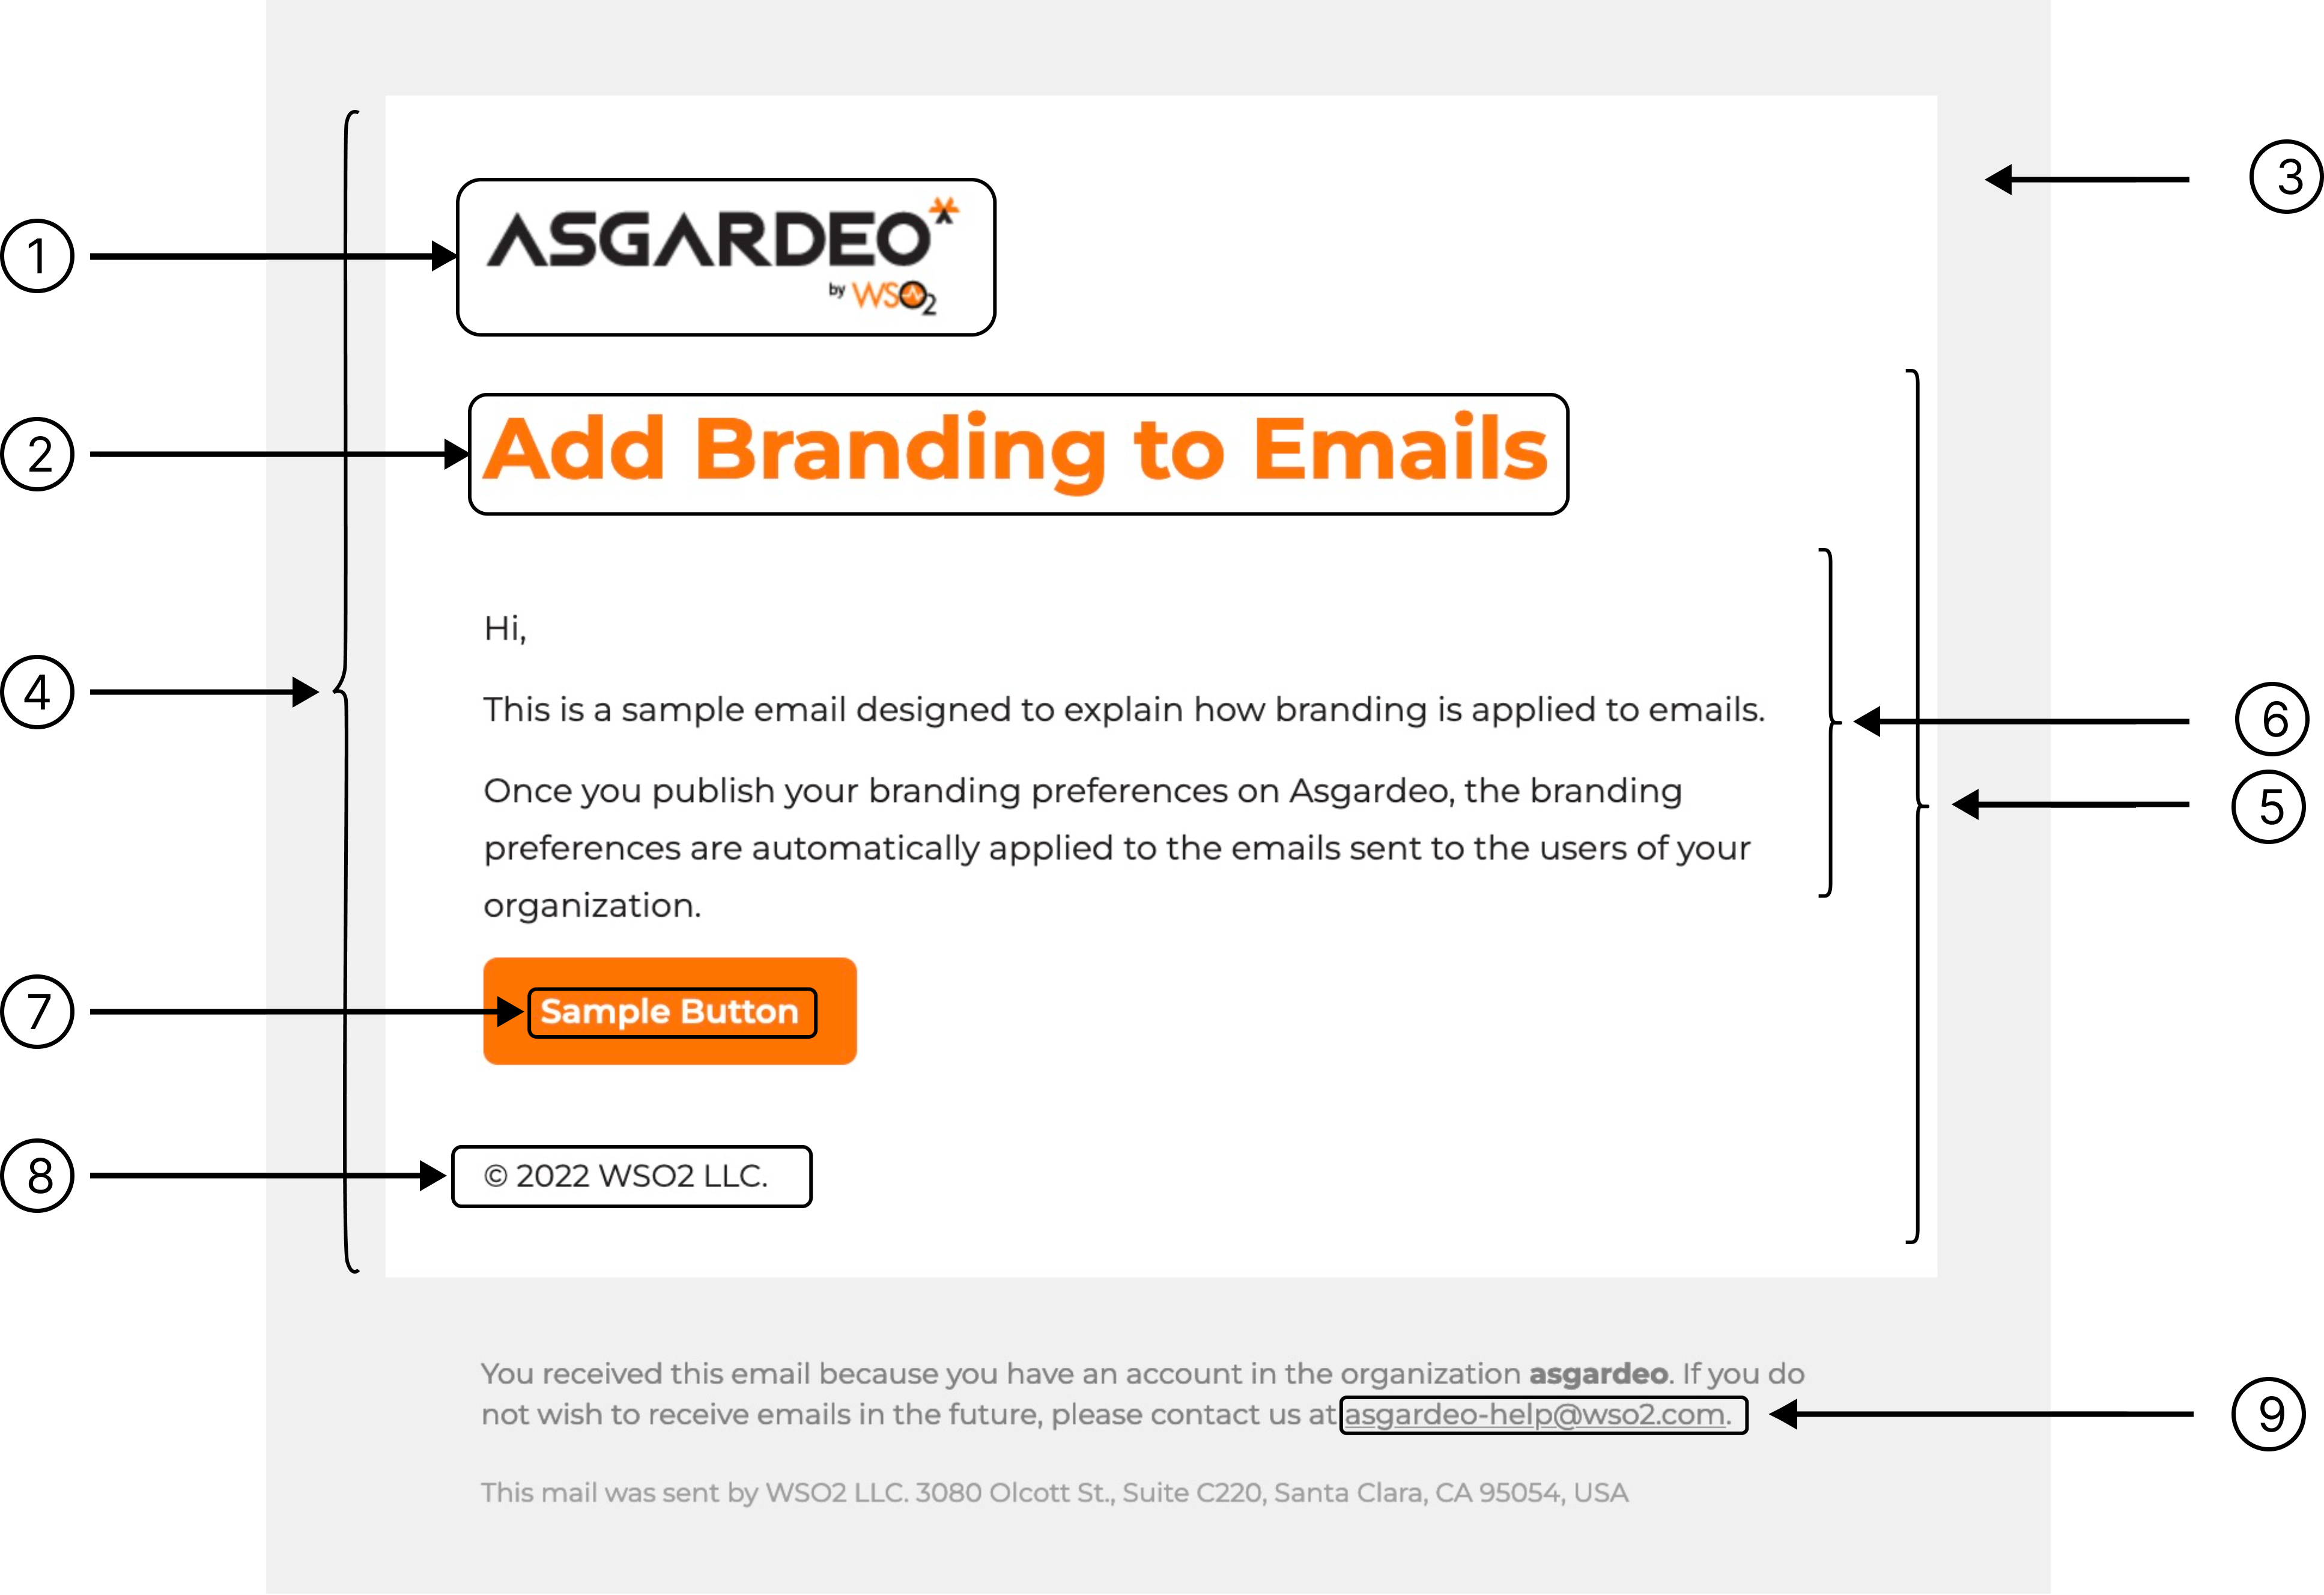 3
1
ASGARDEO
by WSO2
2
Add Branding to Emails
Hi,
4
This is a sample email designed to explain how branding is applied to emails.
6
Once you publish your branding preferences on Asgardeo, the branding
5
preferences are automatically applied to the emails sent to the users of your
organization.
7
Sample Button
8
© 2022 WSO2 LLC.
You received this email because you have an account in the organization asgardeo. If you do
not wish to receive emails in the future, please contact us at asgardeo-help@wso2.com.
9
This mail was sent by WSO2 LLC. 3080 Olcott St., Suite C220, Santa Clara, CA 95054, USA